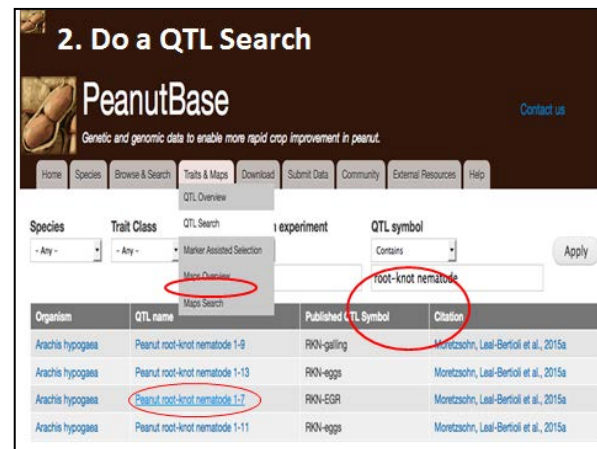 2. Do a QTL Search
PeanutBase
Contact us
Genetic and genomic data to enable more rapid crop improvement in peanut.
Home Species Browse & Search Traits & Maps Download Submit Data Community External Resources Help
QTL Overview
QTL Search
Marker Assisted Selection
Maps Overview
Maps Search
Species Trait Class experiment QTL symbol
- Any - - Any - Contains Apply
root-knot nematode
Organism QTL name Published QTL Symbol Citation
Arachis hypogaea Peanut root-knot nematode 1-9 RKN-galling Moretzsohn, Leal-Bertioli et al., 2015a
Arachis hypogaea Peanut root-knot nematode 1-13 RKN-eggs Moretzsohn, Leal-Bertioli et al., 2015a
Arachis hypogaea Peanut root-knot nematode 1-7 RKN-EGR Moretzsohn, Leal-Bertioli et al., 2015a
Arachis hypogaea Peanut root-knot nematode 1-11 RKN-eggs Moretzsohn, Leal-Bertioli et al., 2015a